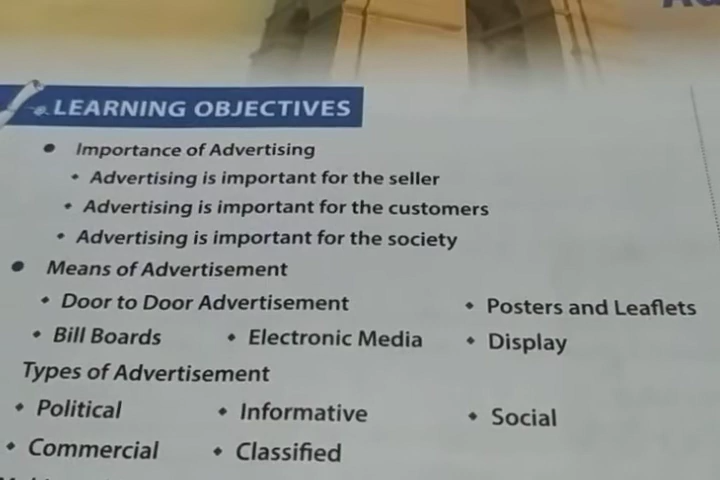 LEARNING OBJECTIVES
● Importance of Advertising
• Advertising is important for the seller
• Advertising is important for the customers
• Advertising is important for the society
● Means of Advertisement
• Door to Door Advertisement • Posters and Leaflets
• Bill Boards • Electronic Media • Display
Types of Advertisement
• Political • Informative • Social
• Commercial • Classified